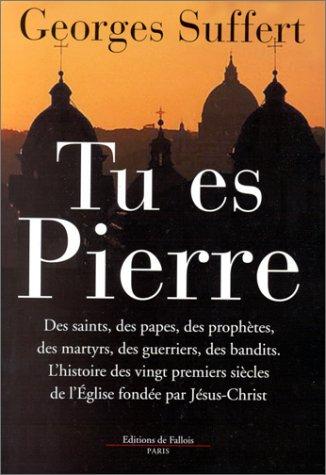 Georges Suffert
Tu es
Pierre
Des saints, des papes, des prophètes,
des martyrs, des guerriers, des bandits.
L'histoire des vingt premiers siècles
de l'Église fondée par Jésus-Christ
Editions de Fallois
PARIS